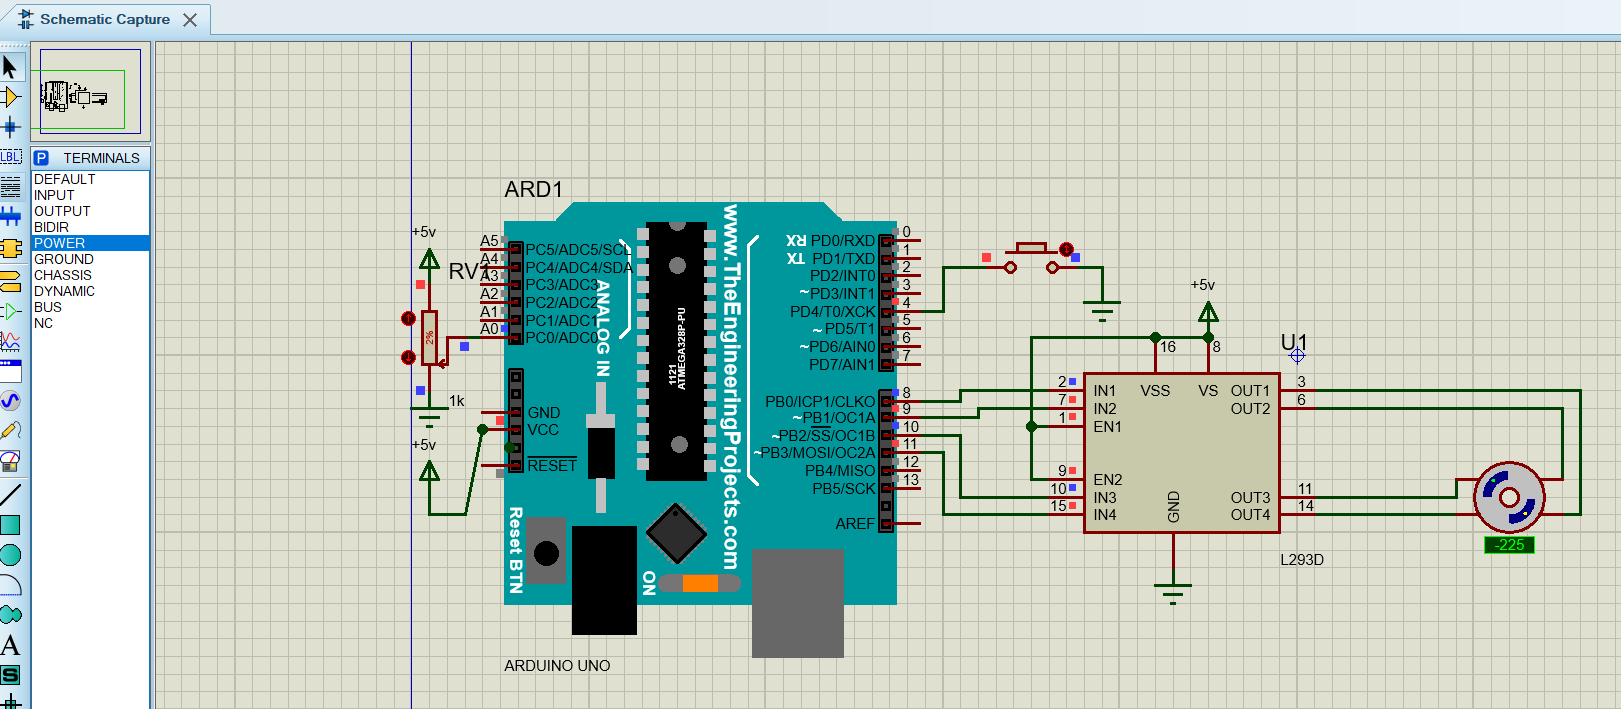 Schematic Capture
P TERMINALS
DEFAULT
INPUT
OUTPUT
BIDIR
POWER
GROUND
CHASSIS
DYNAMIC
BUS
NC
LBL
A
S
ARD1
+5v
RV1
2%
1k
+5v
A5
A4
A3
A2
A1
A0
PC5/ADC5/SCL
PC4/ADC4/SDA
PC3/ADC3
PC2/ADC2
PC1/ADC1
PC0/ADC0
ANALOG IN
GND
VCC
RESET
Reset BTN
1121
ATMEGA328P-PU
www.TheEngineeringProjects.com
ON
RX PD0/RXD 0
TX PD1/TXD 1
PD2/INT0 2
~PD3/INT1 3
PD4/T0/XCK 4
~PD5/T1 5
~PD6/AIN0 6
PD7/AIN1 7
PB0/ICP1/CLKO 8
~PB1/OC1A 9
~PB2/SS/OC1B 10
~PB3/MOSI/OC2A 11
PB4/MISO 12
PB5/SCK 13
AREF
ARDUINO UNO
+5v
U1
16 8
VSS VS
2 IN1 OUT1 3
7 IN2 OUT2 6
1 EN1
9 EN2
10 IN3 OUT3 11
15 IN4 OUT4 14
GND
L293D
-225